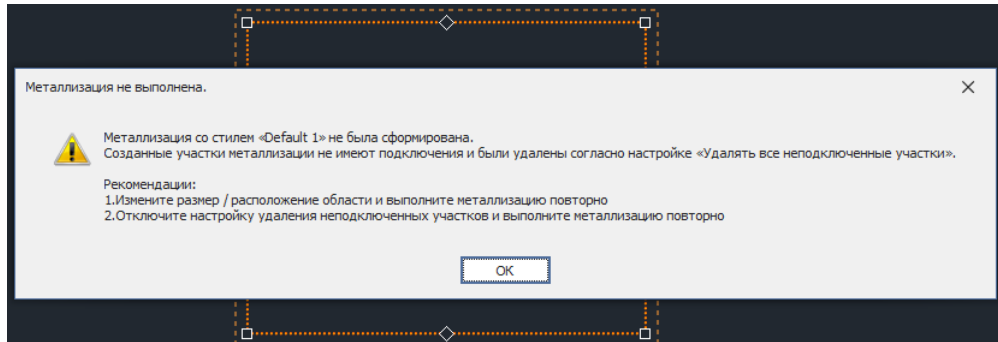 Металлизация не выполнена.
Металлизация со стилем «Default 1» не была сформирована.
Созданные участки металлизации не имеют подключения и были удалены согласно настройке «Удалять все неподключенные участки».
Рекомендации:
1.Измените размер / расположение области и выполните металлизацию повторно
2.Отключите настройку удаления неподключенных участков и выполните металлизацию повторно
OK